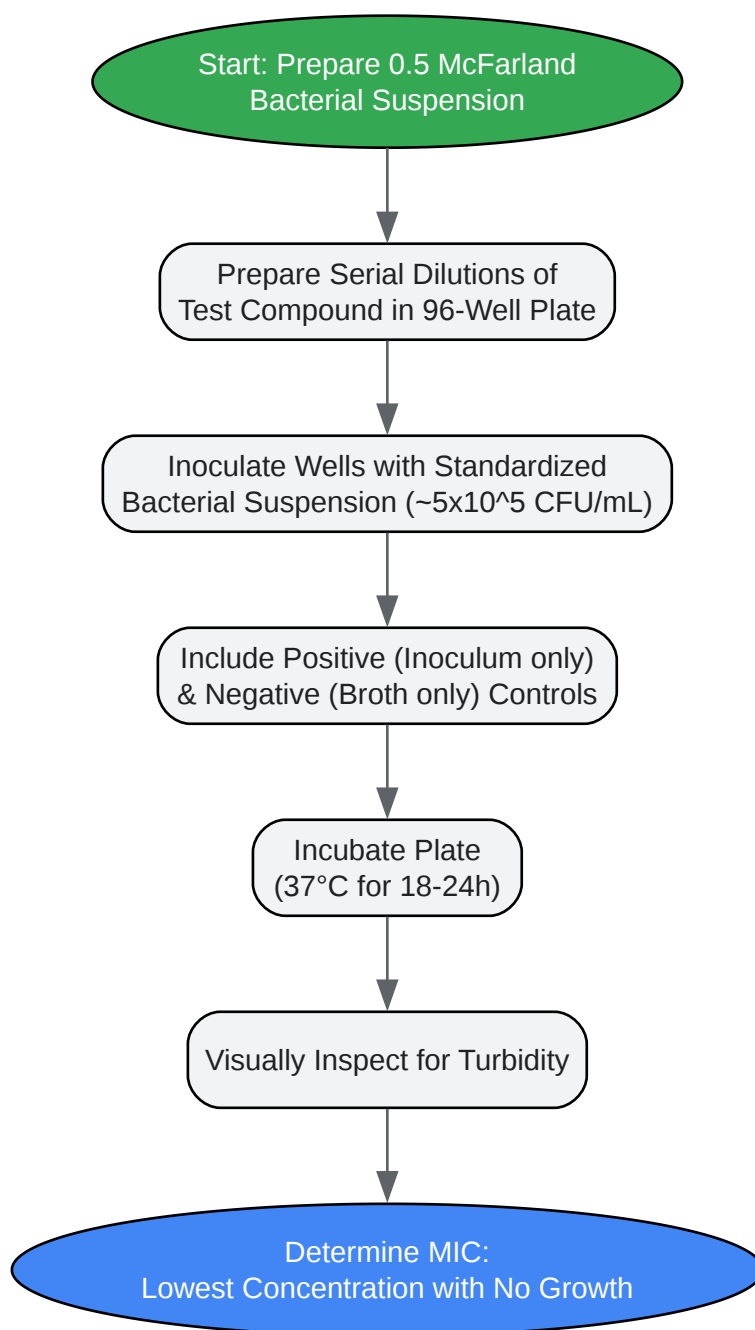 Start: Prepare 0.5 McFarland
Bacterial Suspension
Prepare Serial Dilutions of
Test Compound in 96-Well Plate
Inoculate Wells with Standardized
Bacterial Suspension (~5x10^5 CFU/mL)
Include Positive (Inoculum only)
& Negative (Broth only) Controls
Incubate Plate
(37°C for 18-24h)
Visually Inspect for Turbidity
Determine MIC:
Lowest Concentration with No Growth